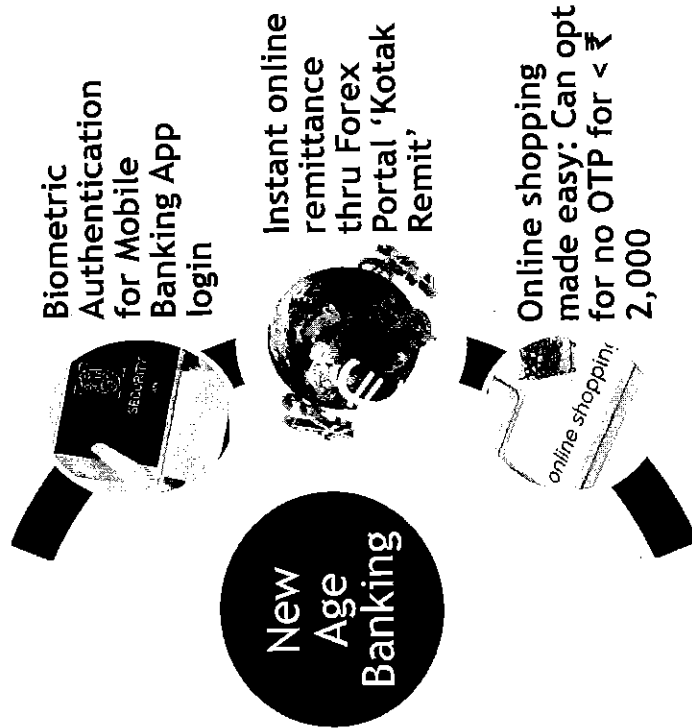 New
Age
Banking
Biometric
Authentication
for Mobile
Banking App
login
SECURITY
Instant online
remittance
thru Forex
Portal ‘Kotak
Remit’
Online shopping
made easy: Can opt
for no OTP for < ₹
2,000
online shopping